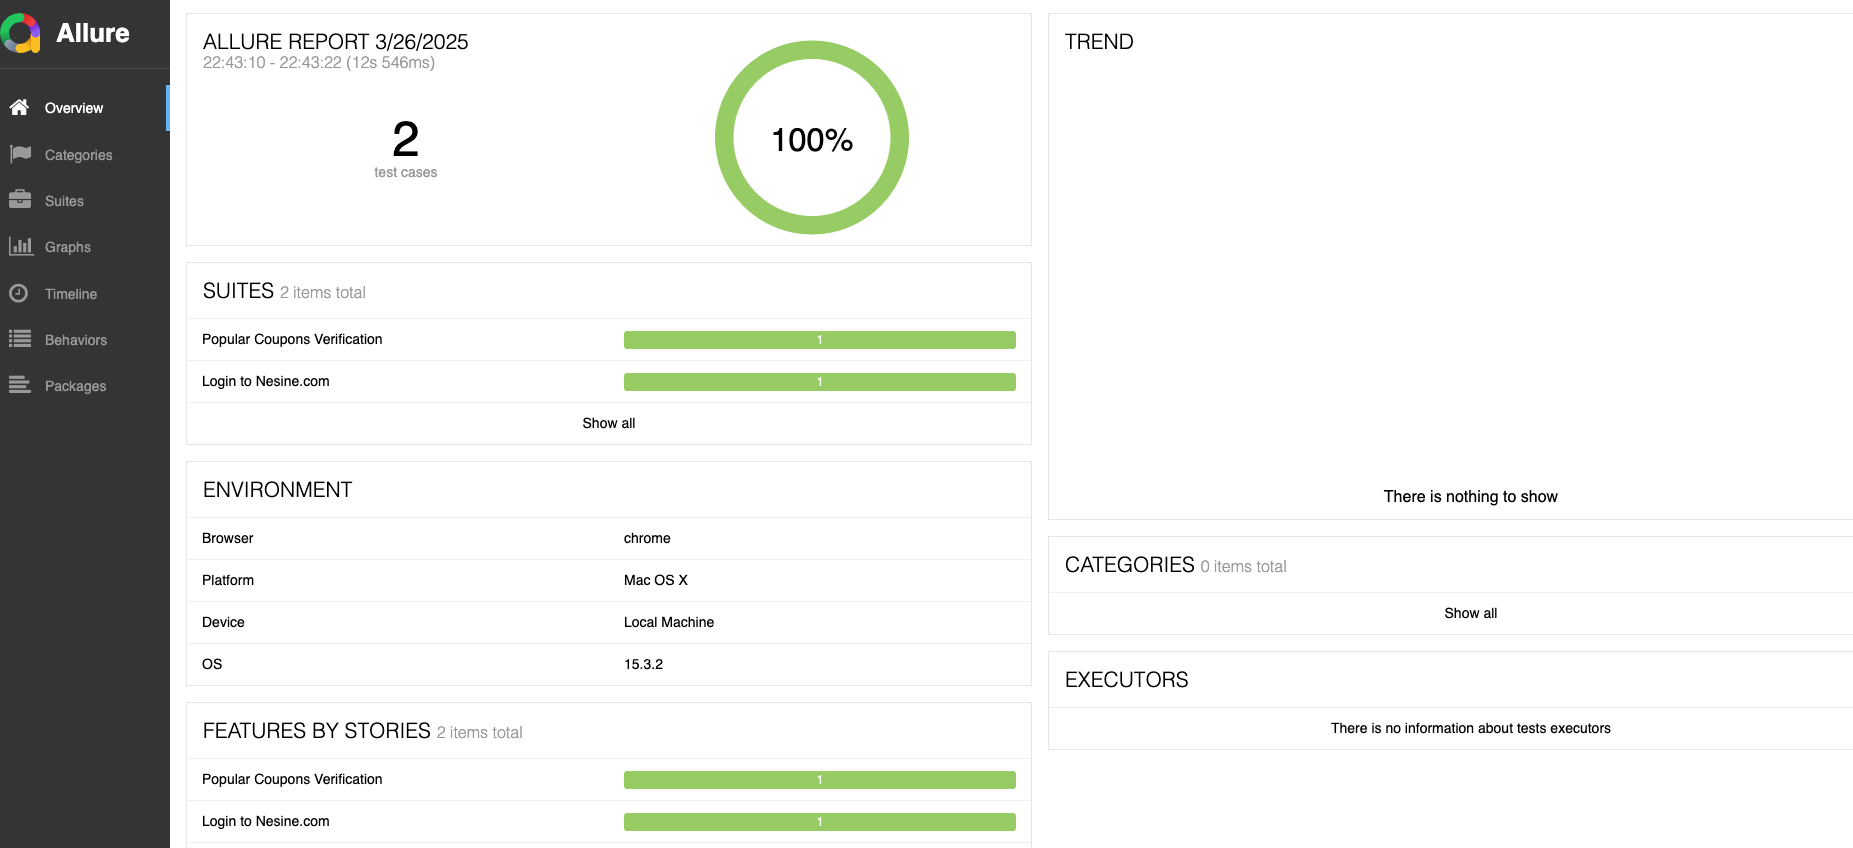 Allure
Overview
Categories
Suites
Graphs
Timeline
Behaviors
Packages
ALLURE REPORT 3/26/2025
22:43:10 - 22:43:22 (12s 546ms)
2
test cases
100%
SUITES 2 items total
Popular Coupons Verification 1
Login to Nesine.com 1
Show all
ENVIRONMENT
Browser chrome
Platform Mac OS X
Device Local Machine
OS 15.3.2
FEATURES BY STORIES 2 items total
Popular Coupons Verification 1
Login to Nesine.com 1
TREND
There is nothing to show
CATEGORIES 0 items total
Show all
EXECUTORS
There is no information about tests executors